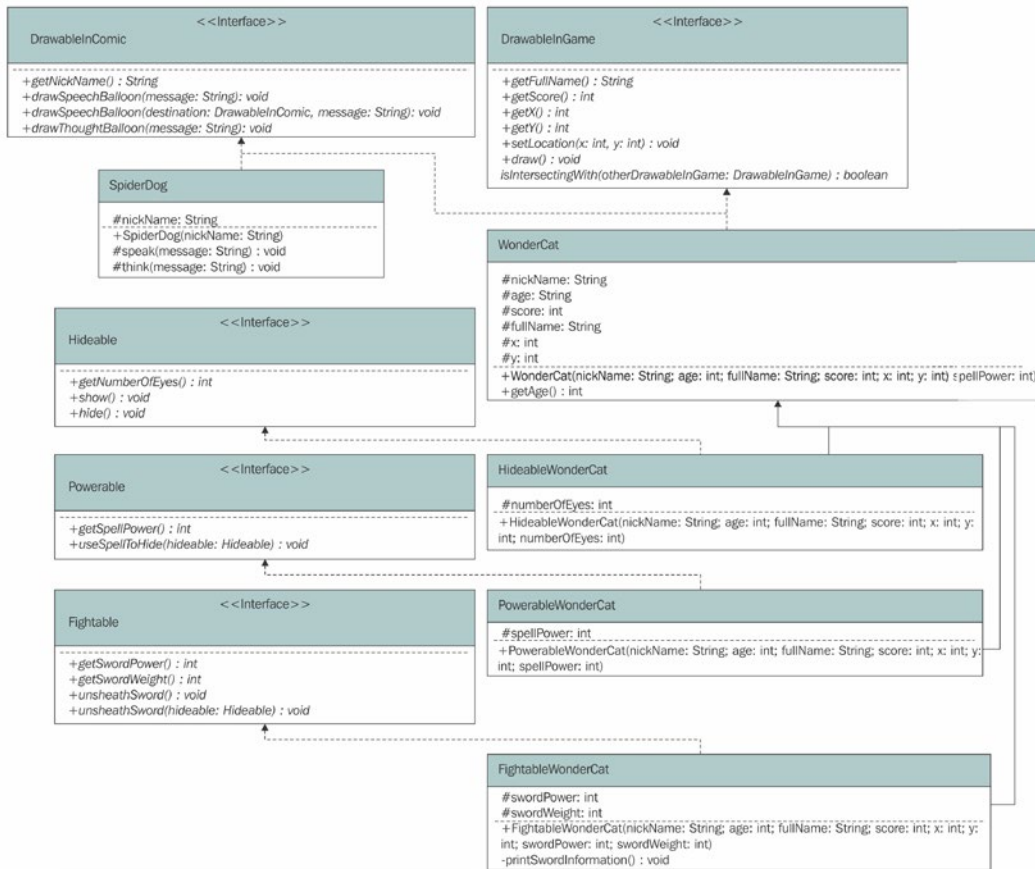 <<Interface>>
DrawableInComic
+getNickName() : String
+drawSpeechBalloon(message: String): void
+drawSpeechBalloon(destination: DrawableInComic, message: String): void
+drawThoughtBalloon(message: String): void
<<Interface>>
DrawableInGame
+getFullName() : String
+getScore() : int
+getX() : int
+getY() : int
+setLocation(x: int, y: int) : void
+draw() : void
isIntersectingWith(otherDrawableInGame: DrawableInGame) : boolean
SpiderDog
#nickName: String
+SpiderDog(nickName: String)
#speak(message: String) : void
#think(message: String) : void
WonderCat
#nickName: String
#age: String
#score: int
#fullName: String
#x: int
#y: int
+WonderCat(nickName: String; age: int; fullName: String; score: int; x: int; y: int) spellPower: int)
+getAge() : int
<<Interface>>
Hideable
+getNumberOfEyes() : int
+show() : void
+hide() : void
HideableWonderCat
#numberOfEyes: int
+HideableWonderCat(nickName: String; age: int; fullName: String; score: int; x: int; y:
int; numberOfEyes: int)
<<Interface>>
Powerable
+getSpellPower() : int
+useSpellToHide(hideable: Hideable) : void
PowerableWonderCat
#spellPower: int
+PowerableWonderCat(nickName: String; age: int; fullName: String; score: int; x: int; y:
int; spellPower: int)
<<Interface>>
Fightable
+getSwordPower() : int
+getSwordWeight() : int
+unsheathSword() : void
+unsheathSword(hideable: Hideable) : void
FightableWonderCat
#swordPower: int
#swordWeight: int
+FightableWonderCat(nickName: String; age: int; fullName: String; score: int; x: int; y:
int; swordPower: int; swordWeight: int)
-printSwordInformation() : void